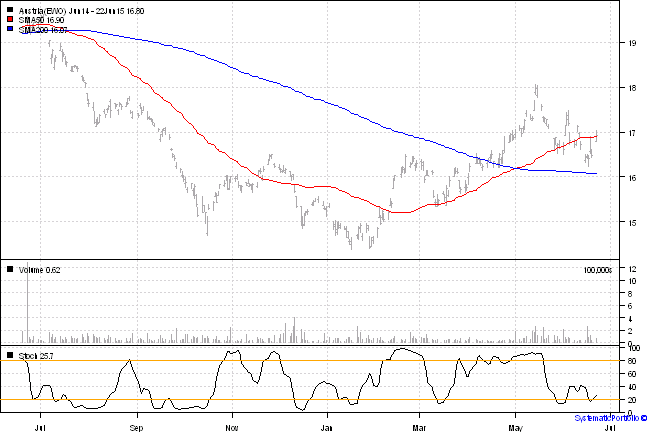 Austria(EWO) Jun 14 - 22Jun15 16.80
SMA50 16.90
SMA200 16.07
19
18
17
16
15
Volume 0.62
100,000s
12
10
8
6
4
2
0
Stoch 25.7
100
80
60
40
20
0
Jul Sep Nov Jan Mar May Jul
SystematicPortfolio ©